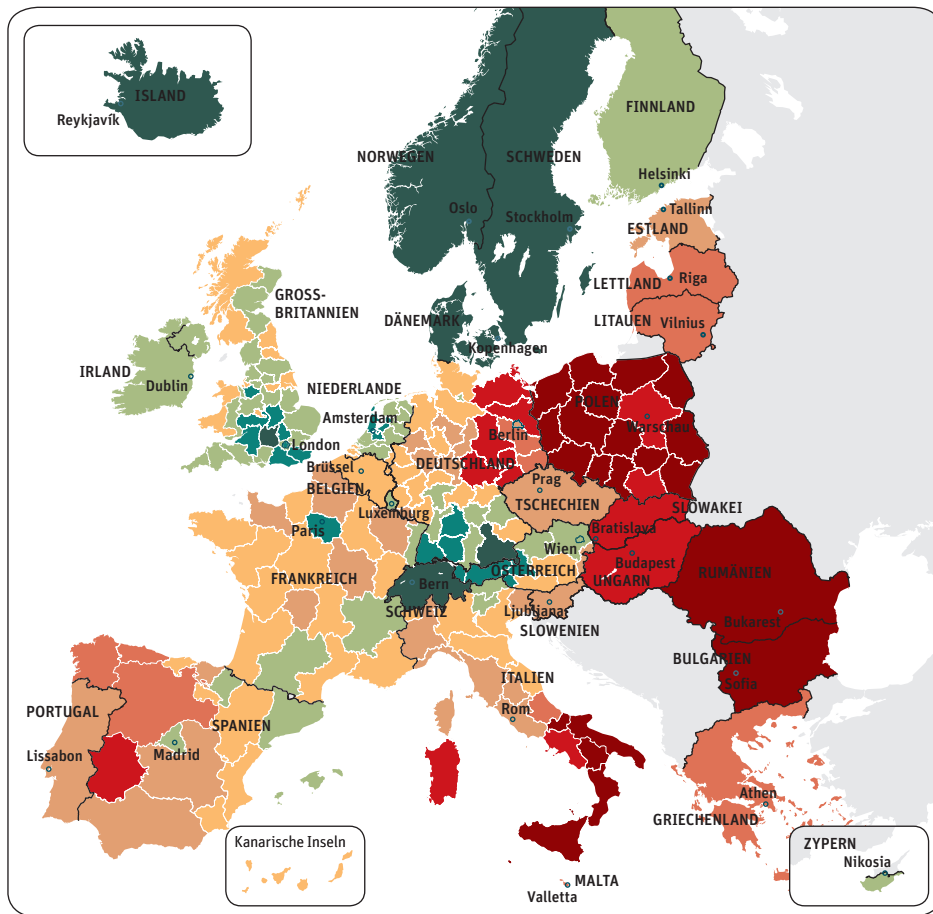 ISLAND
Reykjavík
FINNLAND
NORWEGEN
SCHWEDEN
Helsinki
Oslo
Stockholm
Tallinn
ESTLAND
LETTLAND
Riga
GROSS-
BRITANNIEN
DÄNEMARK
LITAUEN
Vilnius
Kopenhagen
IRLAND
Dublin
NIEDERLANDE
POLEN
Amsterdam
Warschau
London
Berlin
Brüssel
DEUTSCHLAND
BELGIEN
Prag
TSCHECHIEN
Luxemburg
SLOWAKEI
Paris
Bratislava
Wien
Budapest
ÖSTERREICH
RUMÄNIEN
FRANKREICH
Bern
UNGARN
SCHWEIZ
Ljubljana
Bukarest
SLOWENIEN
BULGARIEN
ITALIEN
Sofia
PORTUGAL
Rom
SPANIEN
Lissabon
Madrid
Athen
GRIECHENLAND
Kanarische Inseln
ZYPERN
Nikosia
MALTA
Valletta